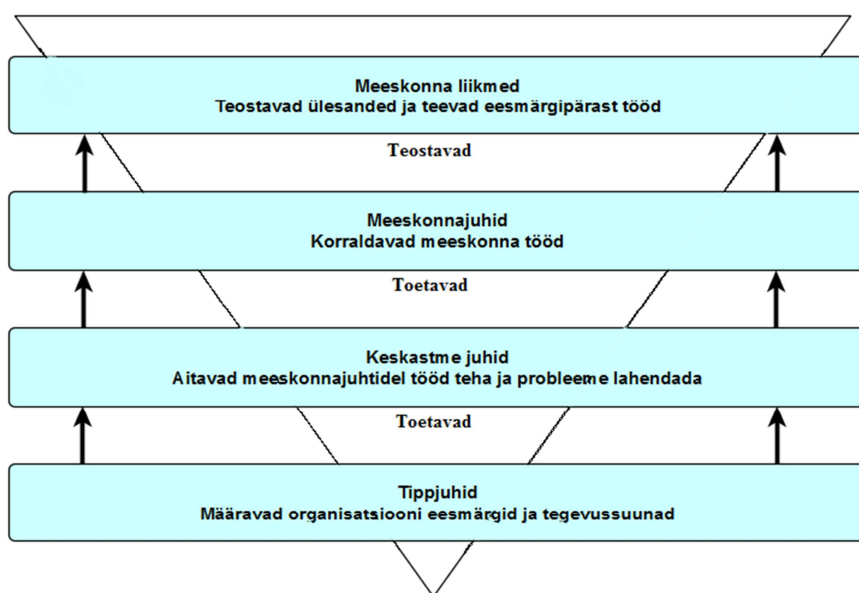 Meeskonna liikmed
Teostavad ülesanded ja teevad eesmärgipärast tööd
Teostavad
Meeskonnajuhid
Korraldavad meeskonna tööd
Toetavad
Keskastme juhid
Aitavad meeskonnajuhtidel tööd teha ja probleeme lahendada
Toetavad
Tippjuhid
Määravad organisatsiooni eesmärgid ja tegevussuunad